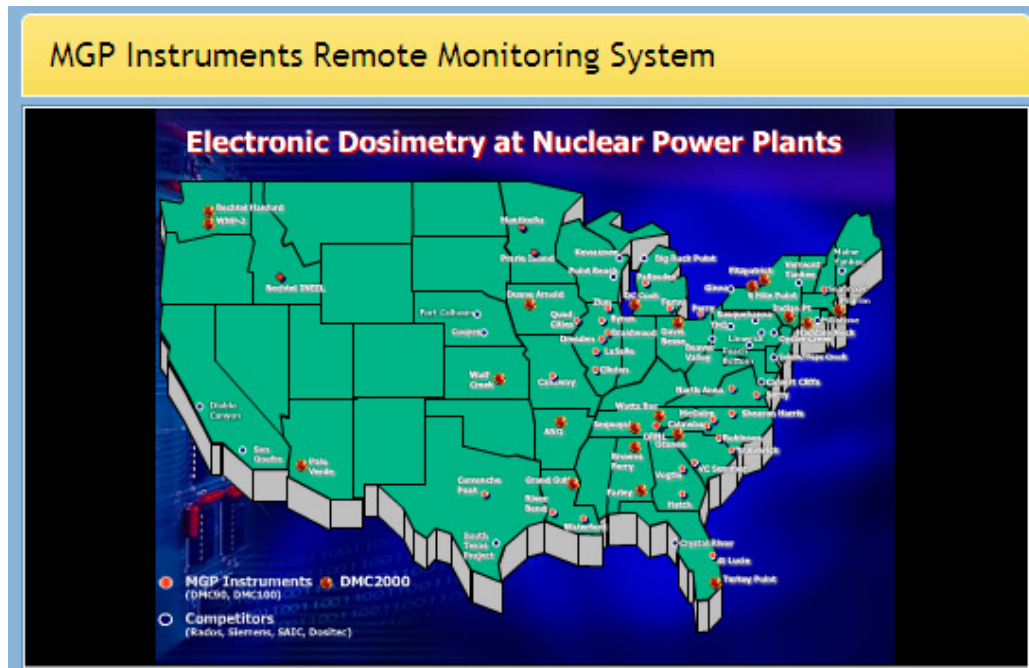 MGP Instruments Remote Monitoring System
Electronic Dosimetry at Nuclear Power Plants
Bechtel Hanford
WNP-2
Bechtel INEEL
Monticello
Prairie Island
Kewaunee
Point Beach
Big Rock Point
Palisades
Duane Arnold
Quad
Cities
Zion
Byron
Braidwood
Dresden
LaSalle
Clinton
DC Cook
Fermi
Perry
Davis
Besse
Beaver
Valley
Fitzpatrick
Ginna
9 Mile Point
Vermont
Yankee
Maine
Yankee
Seabrook
Pilgrim
Indian Pt
Susquehanna
Limerick
Peach
Bottom
Oyster Creek
Fort Calhoun
Cooper
Wolf
Creek
Callaway
North Anna
Calvert Cliffs
Surry
Watts Bar
McGuire
Catawba
Shearon Harris
Robinson
Brunswick
Sequoyah
ORNL
Oconee
Browns
Ferry
Vogtle
Hatch
Farley
ANO
Grand Gulf
River
Bend
Waterford
Comanche
Peak
South
Texas
Project
Diablo
Canyon
San
Onofre
Palo
Verde
Crystal River
St Lucie
Turkey Point
MGP Instruments
(DMC90, DMC100)
DMC2000
Competitors
(Rados, Siemens, SAIC, Dositec)